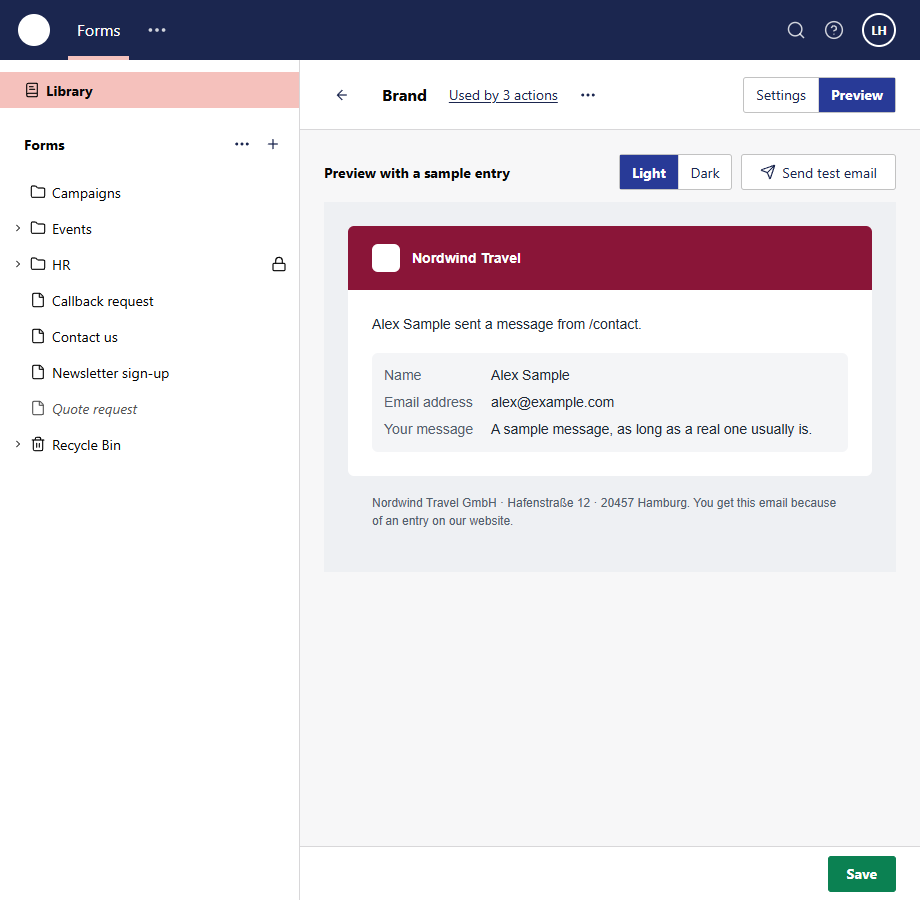 Forms
LH
Library
Forms
Campaigns
Events
HR
Callback request
Contact us
Newsletter sign-up
Quote request
Recycle Bin
Brand
Used by 3 actions
Settings
Preview
Preview with a sample entry
Light
Dark
Send test email
Nordwind Travel
Alex Sample sent a message from /contact.
Name Alex Sample
Email address alex@example.com
Your message A sample message, as long as a real one usually is.
Nordwind Travel GmbH · Hafenstraße 12 · 20457 Hamburg. You get this email because
of an entry on our website.
Save